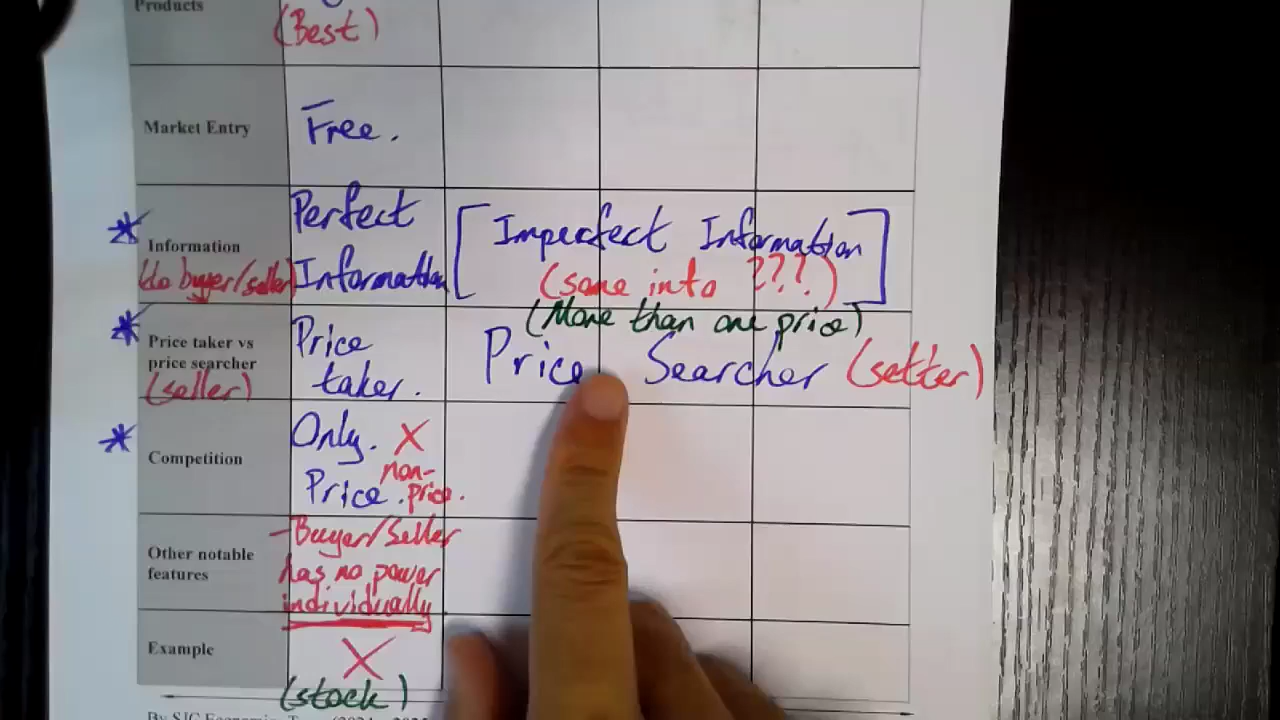 Products
(Best)
Market Entry
Free.
Information
(to buyer/seller)
Perfect
Information
Imperfect Information
(some info ???)
(More than one price)
Price taker vs
price searcher
(seller)
Price
taker.
Price Searcher (setter)
Competition
Only. X
Price. non-
price.
Other notable
features
-Buyer/Seller
has no power
individually
Example
X
(stock)